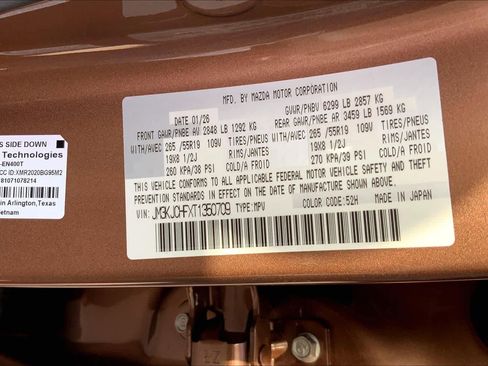 S SIDE DOWN
Technologies
-EN400T
CC ID:XMR2020BG95M2
81071078214
in Arlington,Texas
etnam
MFD. BY MAZDA MOTOR CORPORATION
DATE 01/26 GVWR/PNBV 6299 LB 2857 KG
FRONT GAWR/PNBE AV 2848 LB 1292 KG REAR GAWR/PNBE AR 3459 LB 1569 KG
WITH/AVEC 265/55R19 109V TIRES/PNEUS WITH/AVEC 265/55R19 109V TIRES/PNEUS
19X8 1/2J 19X8 1/2J
260 KPA/38 PSI COLD/A FROID 270 KPA/39 PSI COLD/A FROID
THIS VEHICLE CONFORMS TO ALL APPLICABLE FEDERAL MOTOR VEHICLE SAFETY AND THEFT
PREVENTION STANDARDS IN EFFECT ON THE DATE OF MANUFACTURE SHOWN ABOVE.
VIN: JM3KJCHFXT1350709 TYPE:MPV
COLOR CODE:52H MADE IN JAPAN